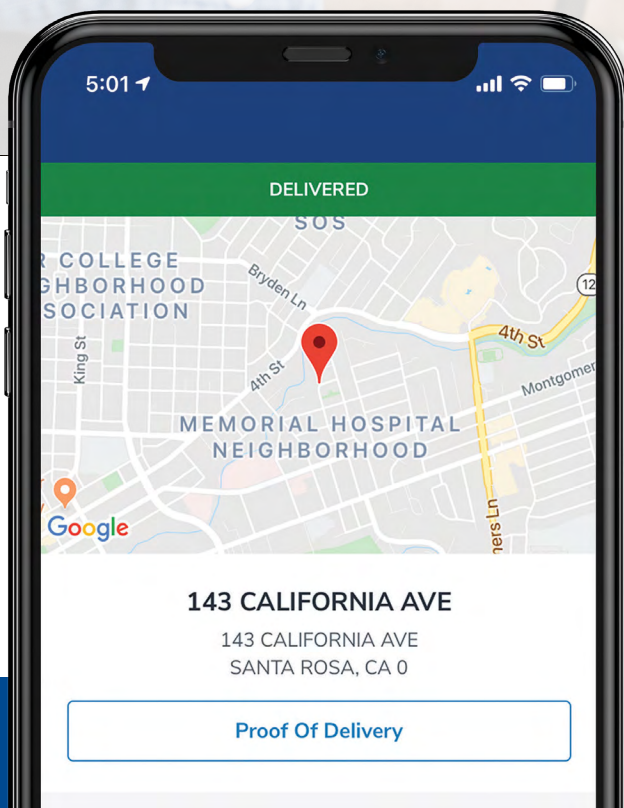 5:01
DELIVERED
SOS
R COLLEGE
GHBORHOOD
SOCIATION
Bryden Ln
12
4th St
King St
4th St
Montgomer
MEMORIAL HOSPITAL
NEIGHBORHOOD
ners Ln
Google
143 CALIFORNIA AVE
143 CALIFORNIA AVE
SANTA ROSA, CA 0
Proof Of Delivery